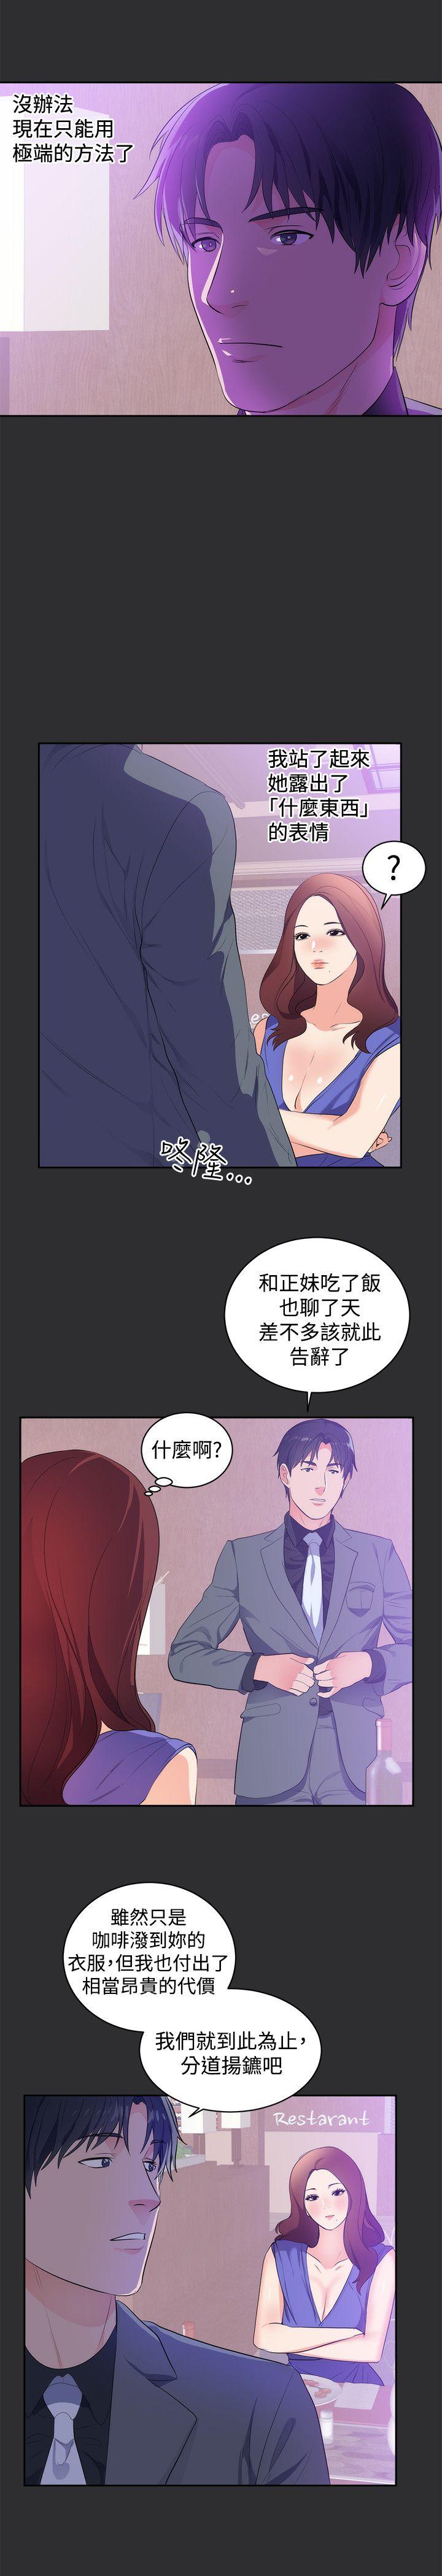 沒辦法
現在只能用
極端的方法了
我站了起來
她露出了
「什麼東西」
的表情
?
咚隆...
和正妹吃了飯
也聊了天
差不多該就此
告辭了
什麼啊?
雖然只是
咖啡潑到妳的
衣服，但我也付出了
相當昂貴的代價
我們就到此為止，
分道揚鑣吧
Restarant